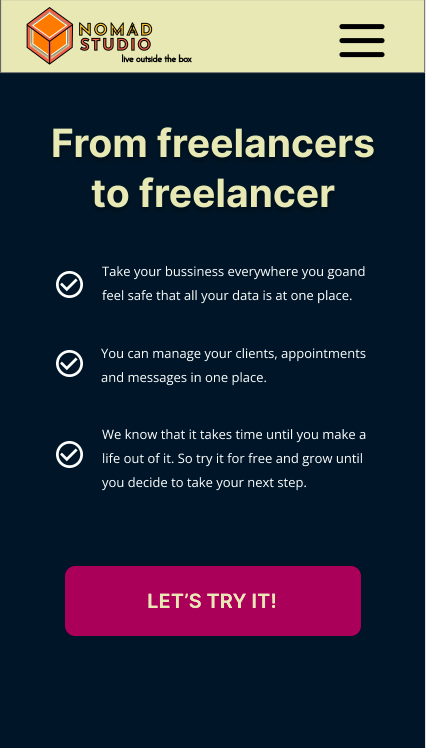 NOMAD
STUDIO
live outside the box
From freelancers
to freelancer
Take your bussiness everywhere you goand
feel safe that all your data is at one place.
You can manage your clients, appointments
and messages in one place.
We know that it takes time until you make a
life out of it. So try it for free and grow until
you decide to take your next step.
LET’S TRY IT!